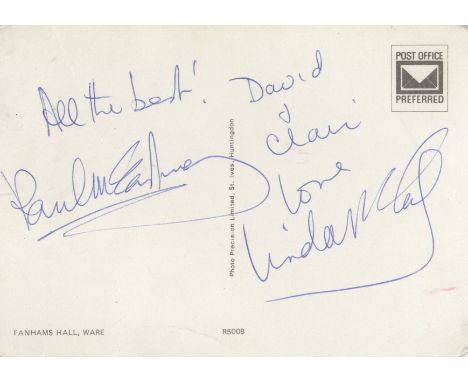 All the best!
Paul McCartney
David
& Clair
love
Linda McC
POST OFFICE
PREFERRED
Photo Precision Limited, St. Ives, Huntingdon
FANHAMS HALL, WARE
R5008